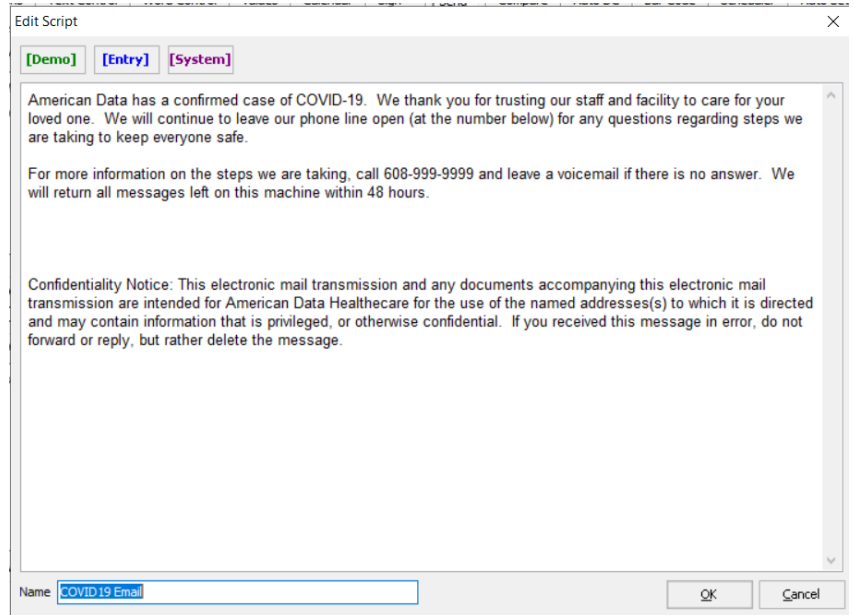 Edit Script
[Demo] [Entry] [System]
American Data has a confirmed case of COVID-19.  We thank you for trusting our staff and facility to care for your
loved one.  We will continue to leave our phone line open (at the number below) for any questions regarding steps we
are taking to keep everyone safe.
For more information on the steps we are taking, call 608-999-9999 and leave a voicemail if there is no answer.  We
will return all messages left on this machine within 48 hours.
Confidentiality Notice: This electronic mail transmission and any documents accompanying this electronic mail
transmission are intended for American Data Healthecare for the use of the named addresses(s) to which it is directed
and may contain information that is privileged, or otherwise confidential.  If you received this message in error, do not
forward or reply, but rather delete the message.
Name COVID19 Email OK Cancel